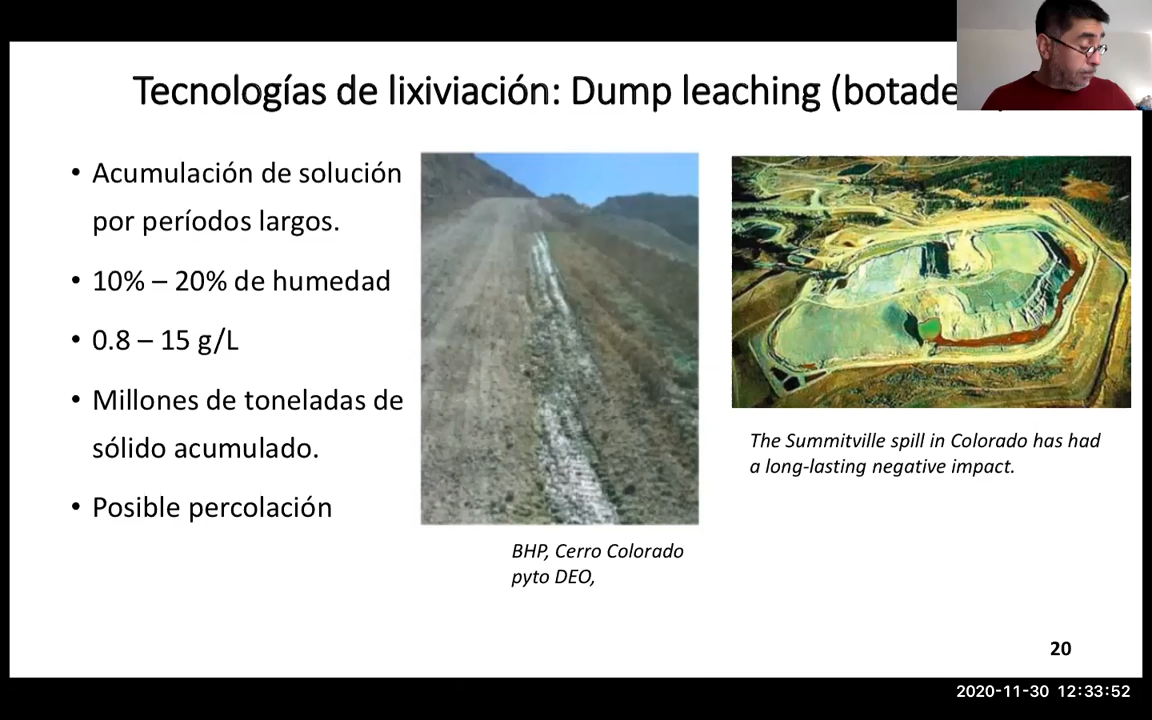 Tecnologías de lixiviación: Dump leaching
• Acumulación de solución
por períodos largos.
• 10% – 20% de humedad
• 0.8 – 15 g/L
• Millones de toneladas de
sólido acumulado.
• Posible percolación
BHP, Cerro Colorado
pyto DEO,
The Summitville spill in Colorado has had
a long-lasting negative impact.
20
2020-11-30 12:33:52